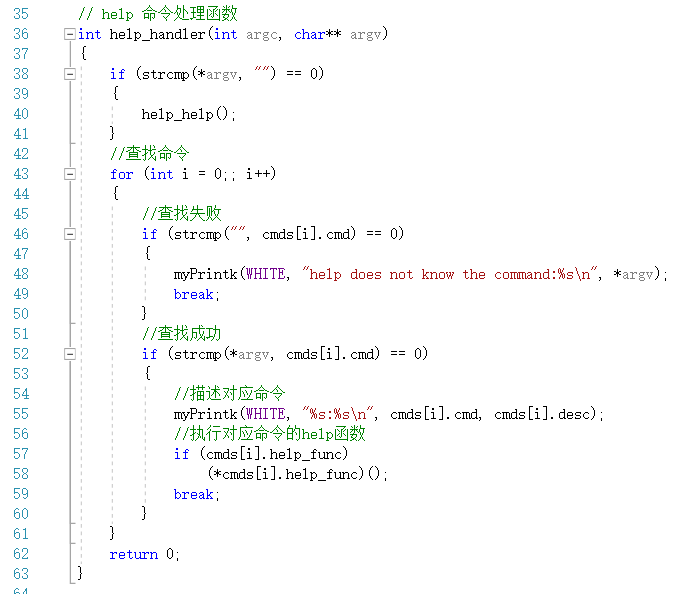 35 // help 命令处理函数
36 int help_handler(int argc, char** argv)
37 {
38 if (strcmp(*argv, "") == 0)
39 {
40 help_help();
41 }
42 //查找命令
43 for (int i = 0;; i++)
44 {
45 //查找失败
46 if (strcmp("", cmds[i].cmd) == 0)
47 {
48 myPrintk(WHITE, "help does not know the command:%s\n", *argv);
49 break;
50 }
51 //查找成功
52 if (strcmp(*argv, cmds[i].cmd) == 0)
53 {
54 //描述对应命令
55 myPrintk(WHITE, "%s:%s\n", cmds[i].cmd, cmds[i].desc);
56 //执行对应命令的help函数
57 if (cmds[i].help_func)
58 (*cmds[i].help_func)();
59 break;
60 }
61 }
62 return 0;
63 }
64